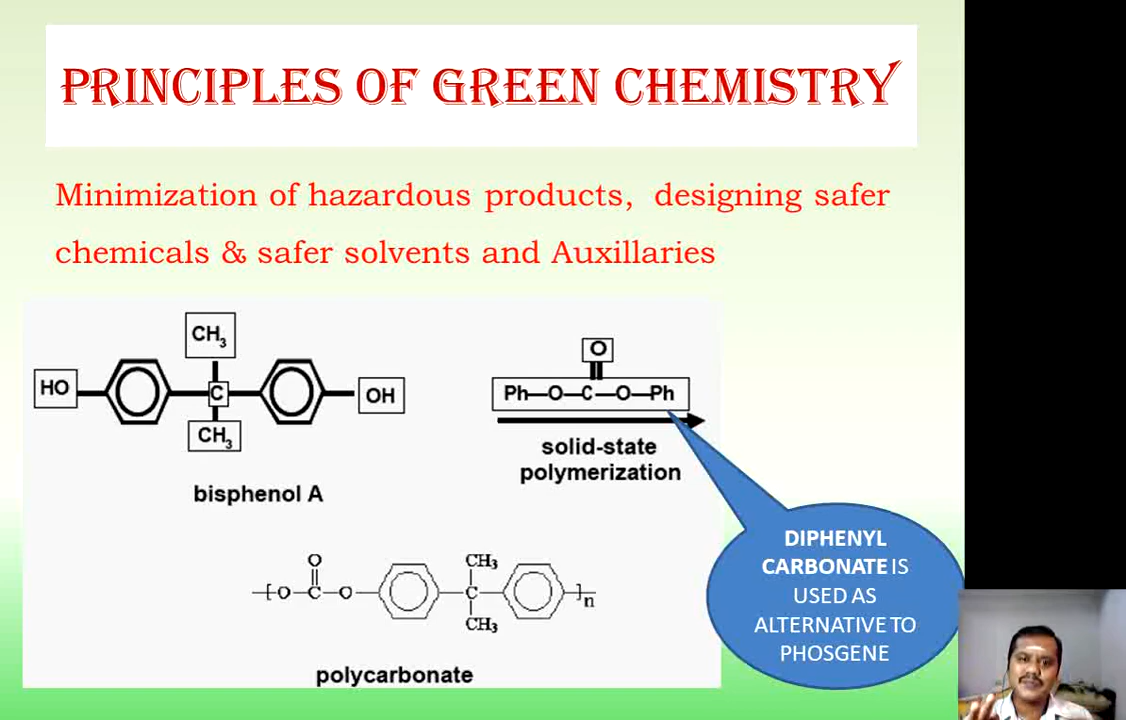 PRINCIPLES OF GREEN CHEMISTRY
Minimization of hazardous products, designing safer
chemicals & safer solvents and Auxillaries
CH3
HO
C
OH
CH3
bisphenol A
O
Ph—O—C—O—Ph
solid-state
polymerization
DIPHENYL
CARBONATE IS
USED AS
ALTERNATIVE TO
PHOSGENE
O
CH3
[O—C—O
C
]n
CH3
polycarbonate